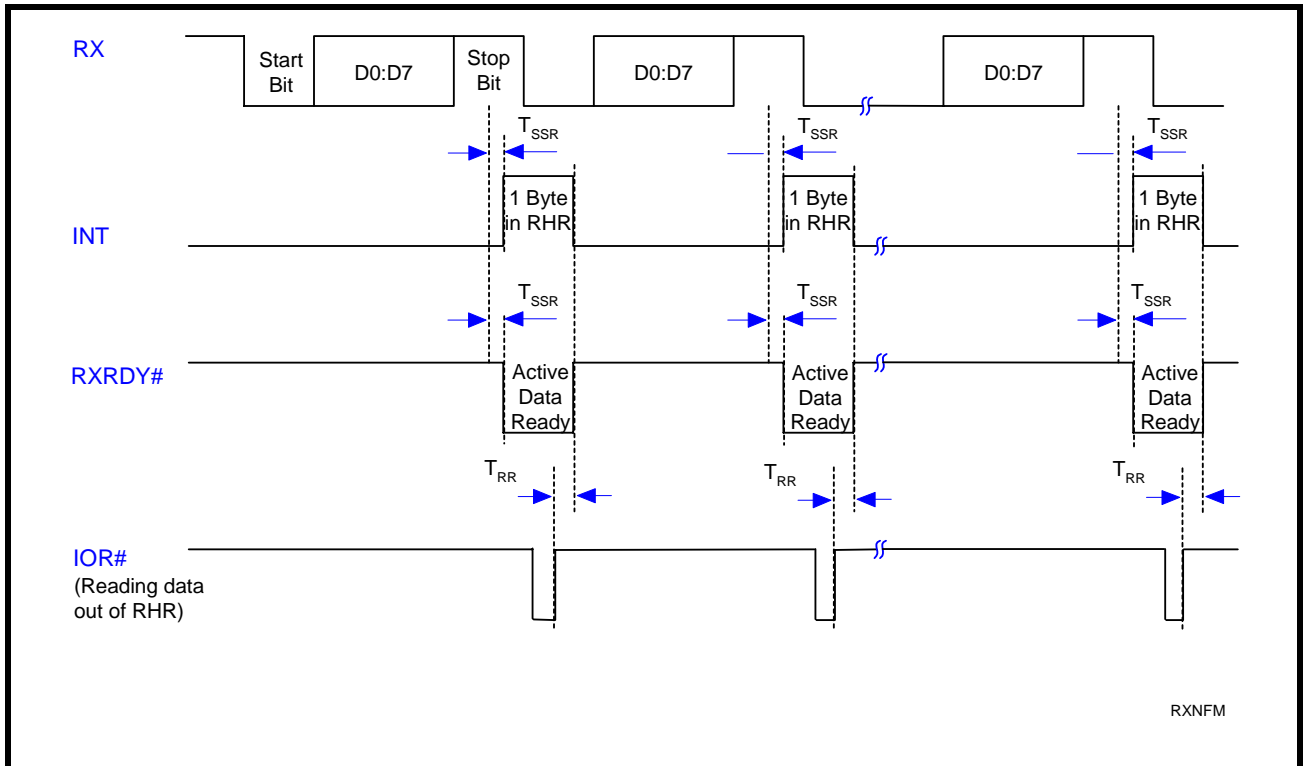 RX
Start
Bit
D0:D7
Stop
Bit
D0:D7
D0:D7
TSSR
TSSR
TSSR
INT
1 Byte
in RHR
1 Byte
in RHR
1 Byte
in RHR
TSSR
TSSR
TSSR
RXRDY#
Active
Data
Ready
Active
Data
Ready
Active
Data
Ready
TRR
TRR
TRR
IOR#
(Reading data
out of RHR)
RXNFM